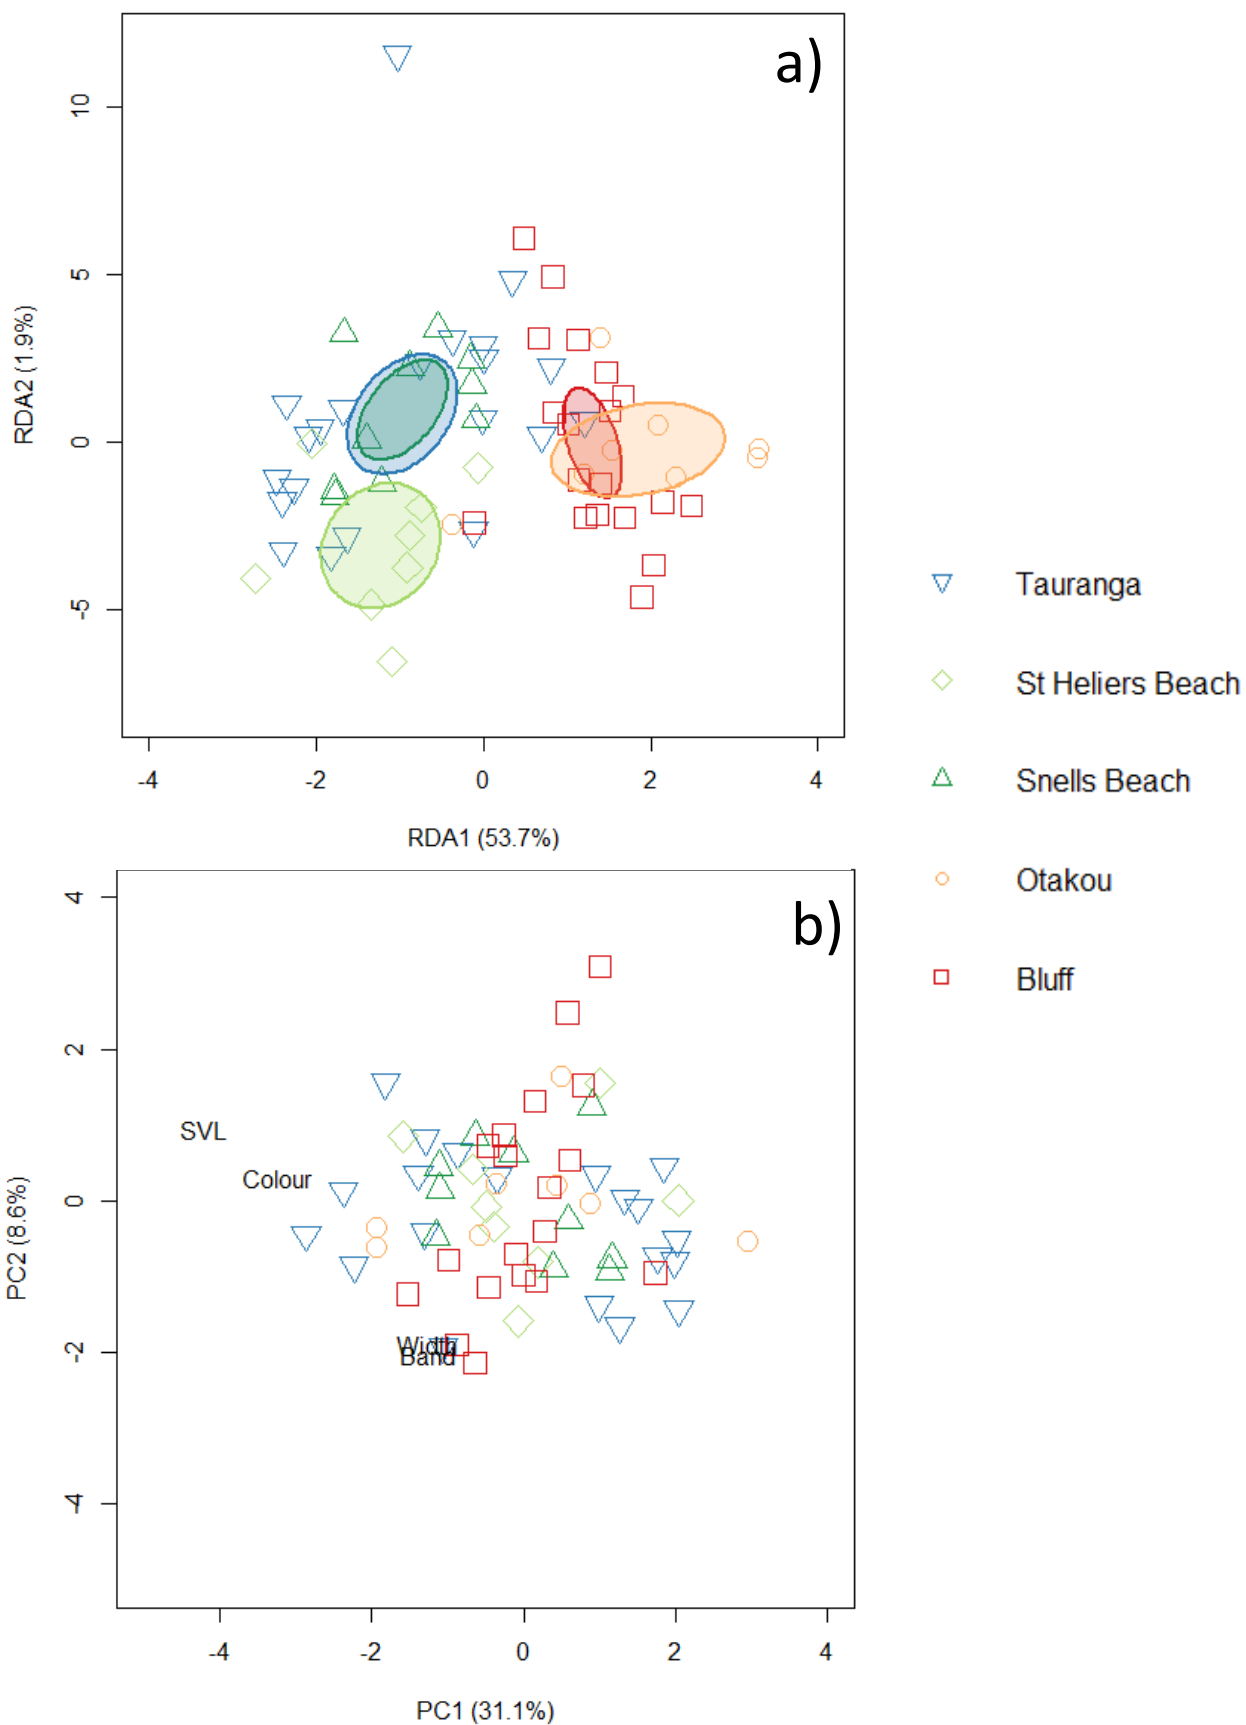 a)
10
5
0
-5
RDA2 (1.9%)
-4 -2 0 2 4
RDA1 (53.7%)
Tauranga
St Heliers Beach
Snells Beach
Otakou
Bluff
b)
4
2
0
-2
-4
PC2 (8.6%)
SVL
Colour
Width
Band
-4 -2 0 2 4
PC1 (31.1%)